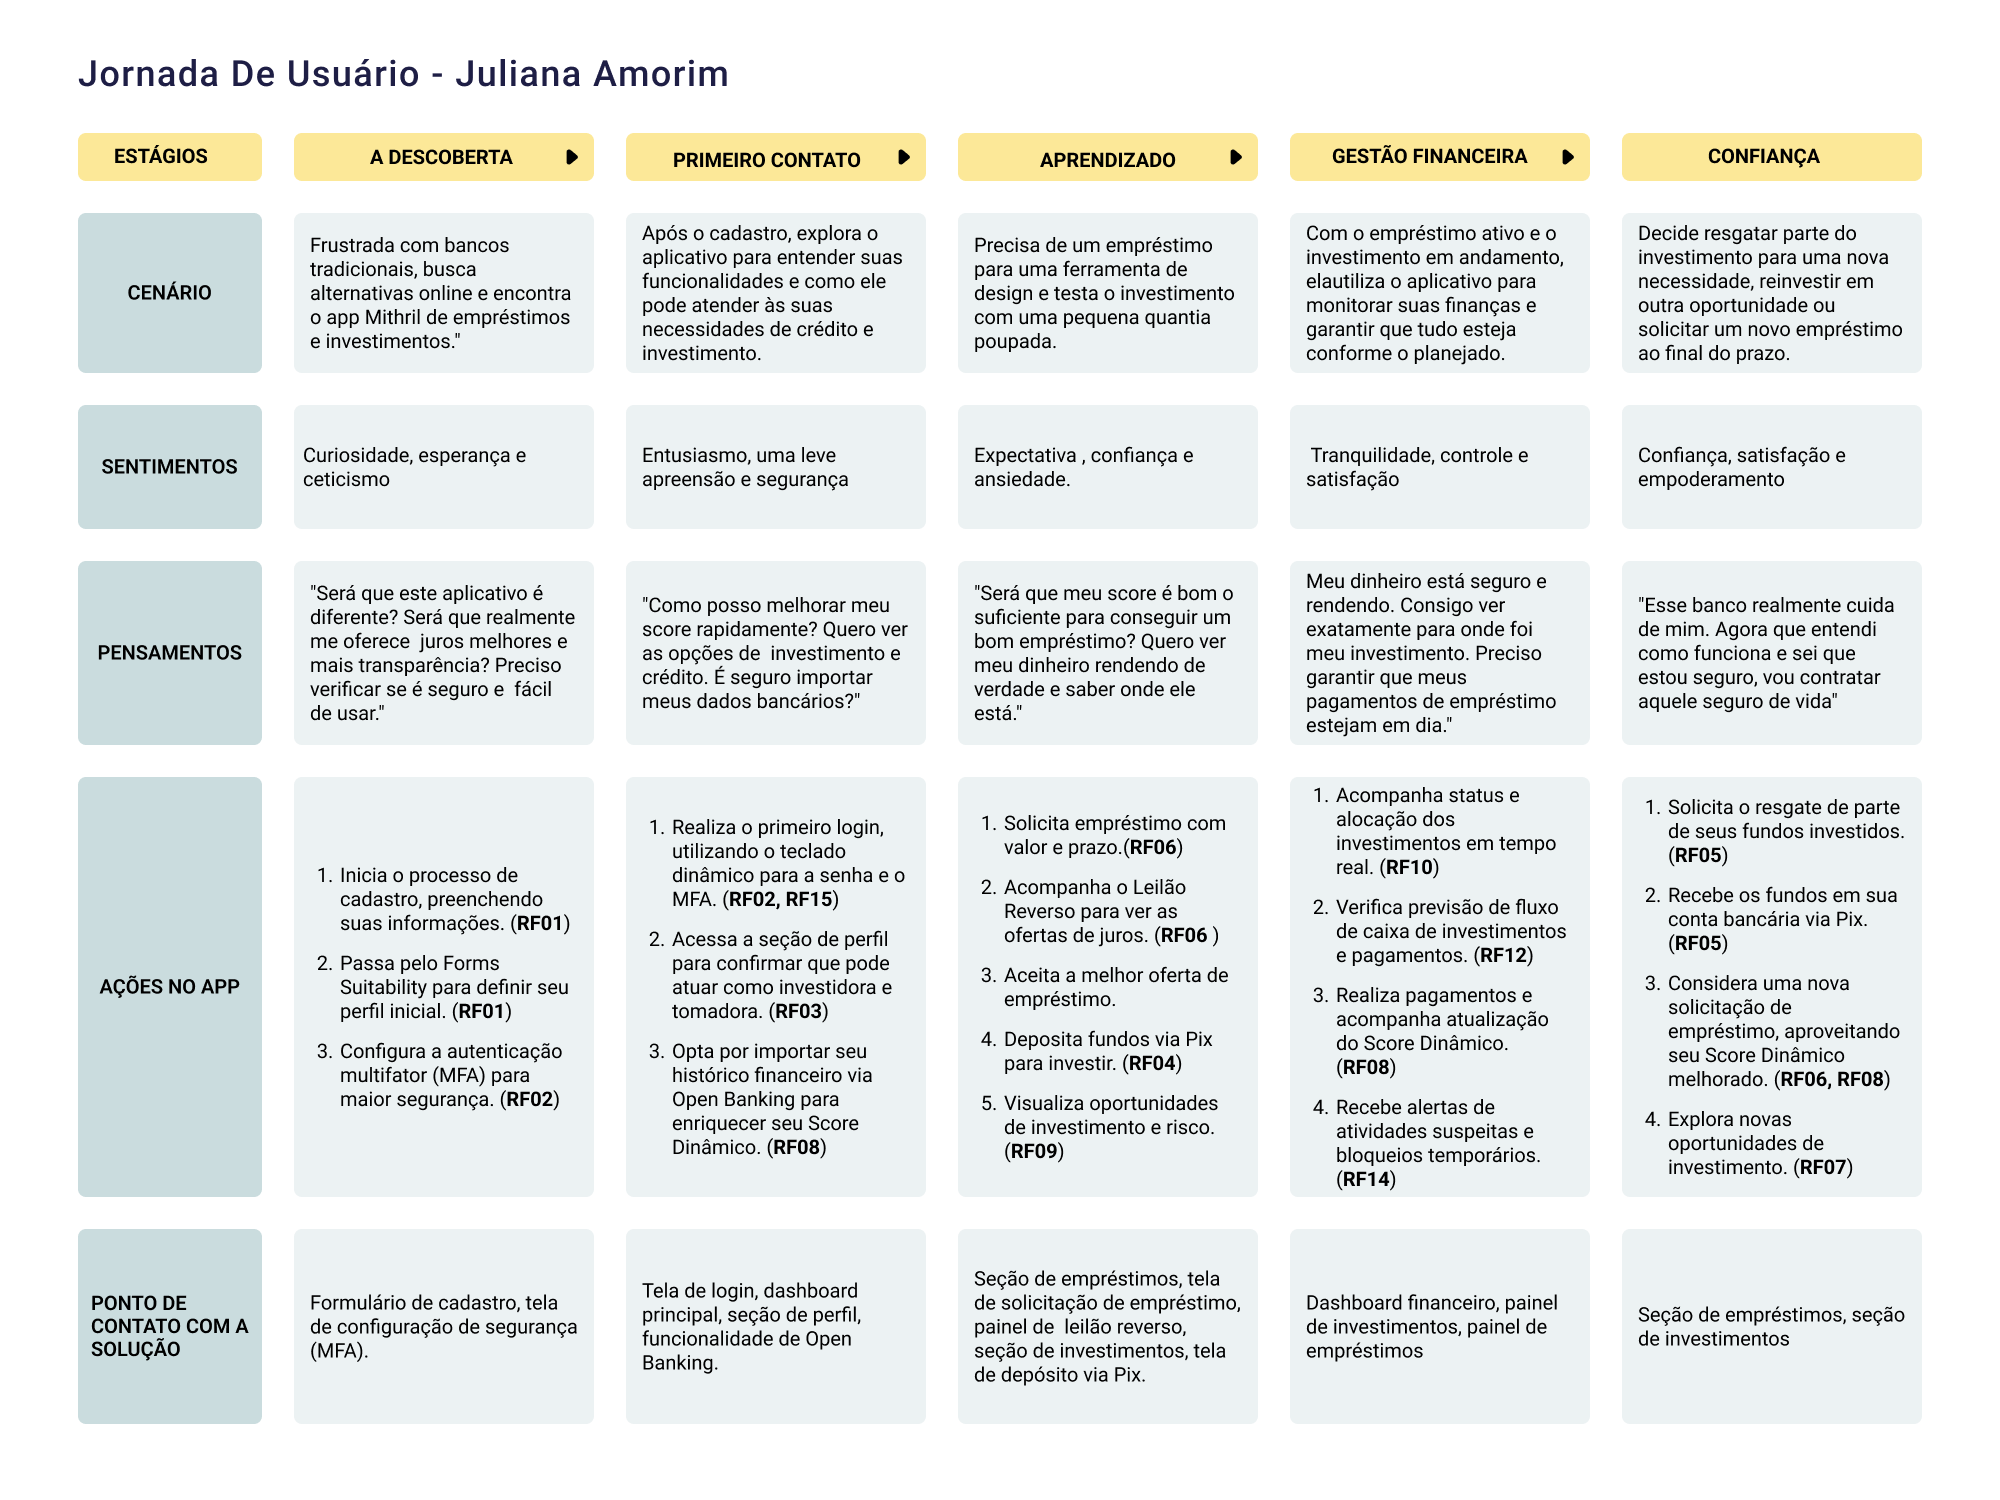 Jornada De Usuário - Juliana Amorim
ESTÁGIOS
A DESCOBERTA
PRIMEIRO CONTATO
APRENDIZADO
GESTÃO FINANCEIRA
CONFIANÇA
CENÁRIO
Frustrada com bancos
tradicionais, busca
alternativas online e encontra
o app Mithril de empréstimos
e investimentos."
Após o cadastro, explora o
aplicativo para entender suas
funcionalidades e como ele
pode atender às suas
necessidades de crédito e
investimento.
Precisa de um empréstimo
para uma ferramenta de
design e testa o investimento
com uma pequena quantia
poupada.
Com o empréstimo ativo e o
investimento em andamento,
elautiliza o aplicativo para
monitorar suas finanças e
garantir que tudo esteja
conforme o planejado.
Decide resgatar parte do
investimento para uma nova
necessidade, reinvestir em
outra oportunidade ou
solicitar um novo empréstimo
ao final do prazo.
SENTIMENTOS
Curiosidade, esperança e
ceticismo
Entusiasmo, uma leve
apreensão e segurança
Expectativa , confiança e
ansiedade.
Tranquilidade, controle e
satisfação
Confiança, satisfação e
empoderamento
PENSAMENTOS
"Será que este aplicativo é
diferente? Será que realmente
me oferece  juros melhores e
mais transparência? Preciso
verificar se é seguro e  fácil
de usar."
"Como posso melhorar meu
score rapidamente? Quero ver
as opções de  investimento e
crédito. É seguro importar
meus dados bancários?"
"Será que meu score é bom o
suficiente para conseguir um
bom empréstimo? Quero ver
meu dinheiro rendendo de
verdade e saber onde ele
está."
Meu dinheiro está seguro e
rendendo. Consigo ver
exatamente para onde foi
meu investimento. Preciso
garantir que meus
pagamentos de empréstimo
estejam em dia."
"Esse banco realmente cuida
de mim. Agora que entendi
como funciona e sei que
estou seguro, vou contratar
aquele seguro de vida"
AÇÕES NO APP
1. Inicia o processo de
cadastro, preenchendo
suas informações. (RF01)
2. Passa pelo Forms
Suitability para definir seu
perfil inicial. (RF01)
3. Configura a autenticação
multifator (MFA) para
maior segurança. (RF02)
1. Realiza o primeiro login,
utilizando o teclado
dinâmico para a senha e o
MFA. (RF02, RF15)
2. Acessa a seção de perfil
para confirmar que pode
atuar como investidora e
tomadora. (RF03)
3. Opta por importar seu
histórico financeiro via
Open Banking para
enriquecer seu Score
Dinâmico. (RF08)
1. Solicita empréstimo com
valor e prazo.(RF06)
2. Acompanha o Leilão
Reverso para ver as
ofertas de juros. (RF06 )
3. Aceita a melhor oferta de
empréstimo.
4. Deposita fundos via Pix
para investir. (RF04)
5. Visualiza oportunidades
de investimento e risco.
(RF09)
1. Acompanha status e
alocação dos
investimentos em tempo
real. (RF10)
2. Verifica previsão de fluxo
de caixa de investimentos
e pagamentos. (RF12)
3. Realiza pagamentos e
acompanha atualização
do Score Dinâmico.
(RF08)
4. Recebe alertas de
atividades suspeitas e
bloqueios temporários.
(RF14)
1. Solicita o resgate de parte
de seus fundos investidos.
(RF05)
2. Recebe os fundos em sua
conta bancária via Pix.
(RF05)
3. Considera uma nova
solicitação de
empréstimo, aproveitando
seu Score Dinâmico
melhorado. (RF06, RF08)
4. Explora novas
oportunidades de
investimento. (RF07)
PONTO DE
CONTATO COM A
SOLUÇÃO
Formulário de cadastro, tela
de configuração de segurança
(MFA).
Tela de login, dashboard
principal, seção de perfil,
funcionalidade de Open
Banking.
Seção de empréstimos, tela
de solicitação de empréstimo,
painel de  leilão reverso,
seção de investimentos, tela
de depósito via Pix.
Dashboard financeiro, painel
de investimentos, painel de
empréstimos
Seção de empréstimos, seção
de investimentos